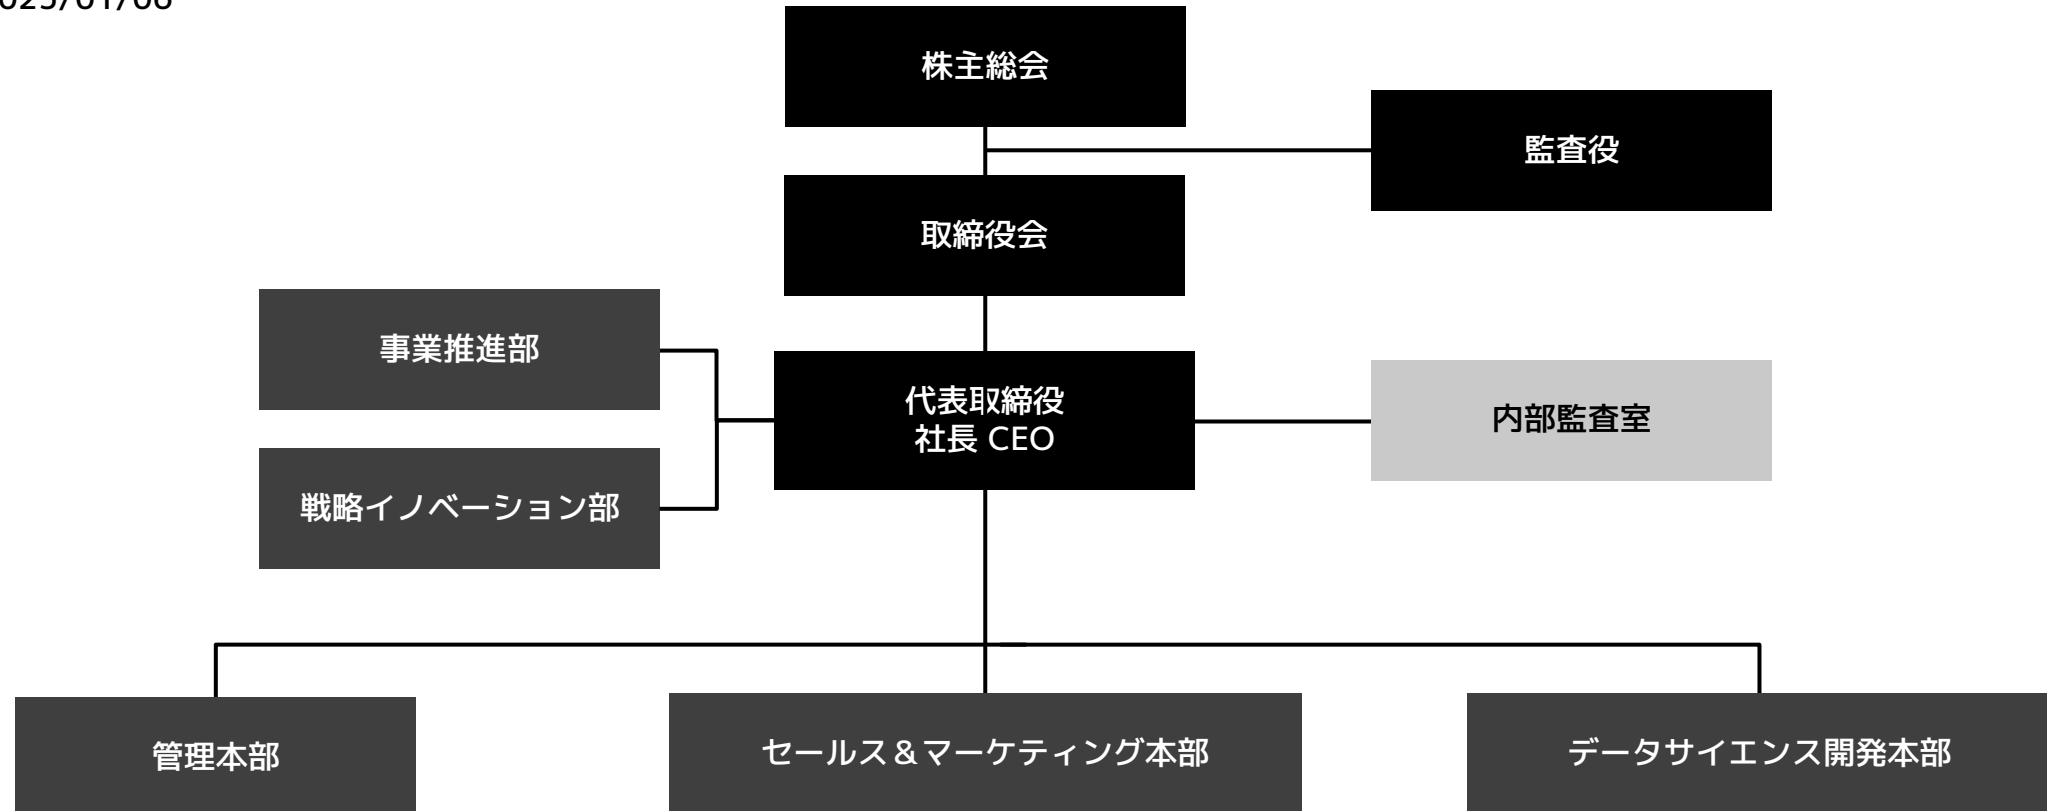 025/01/06
株主総会
監査役
取締役会
事業推進部
代表取締役
社長 CEO
内部監査室
戦略イノベーション部
管理本部
セールス＆マーケティング本部
データサイエンス開発本部